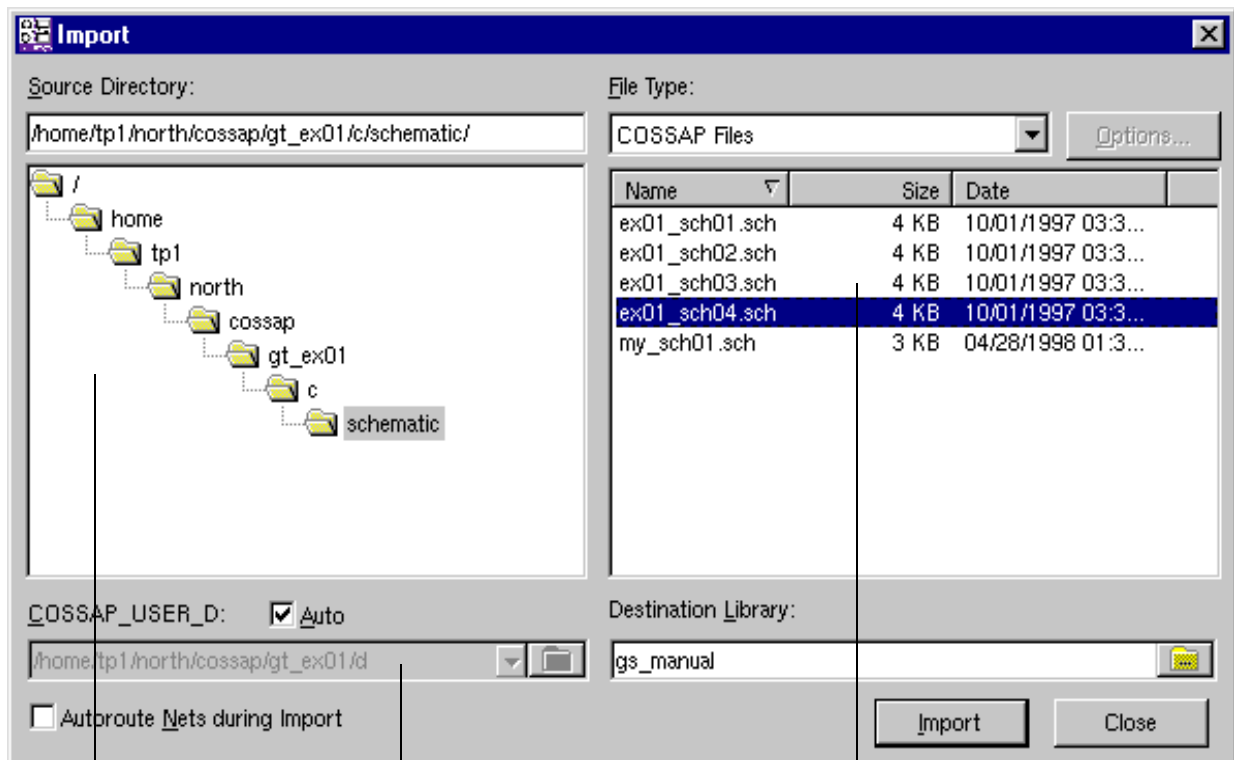 Import
Source Directory:
/home/tp1/north/cossap/gt_ex01/c/schematic/
/
home
tp1
north
cossap
gt_ex01
c
schematic
File Type:
COSSAP Files
Options...
Name Size Date
ex01_sch01.sch 4 KB 10/01/1997 03:3...
ex01_sch02.sch 4 KB 10/01/1997 03:3...
ex01_sch03.sch 4 KB 10/01/1997 03:3...
ex01_sch04.sch 4 KB 10/01/1997 03:3...
my_sch01.sch 3 KB 04/28/1998 01:3...
COSSAP_USER_D: Auto
/home/tp1/north/cossap/gt_ex01/d
Autoroute Nets during Import
Destination Library:
gs_manual
Import Close